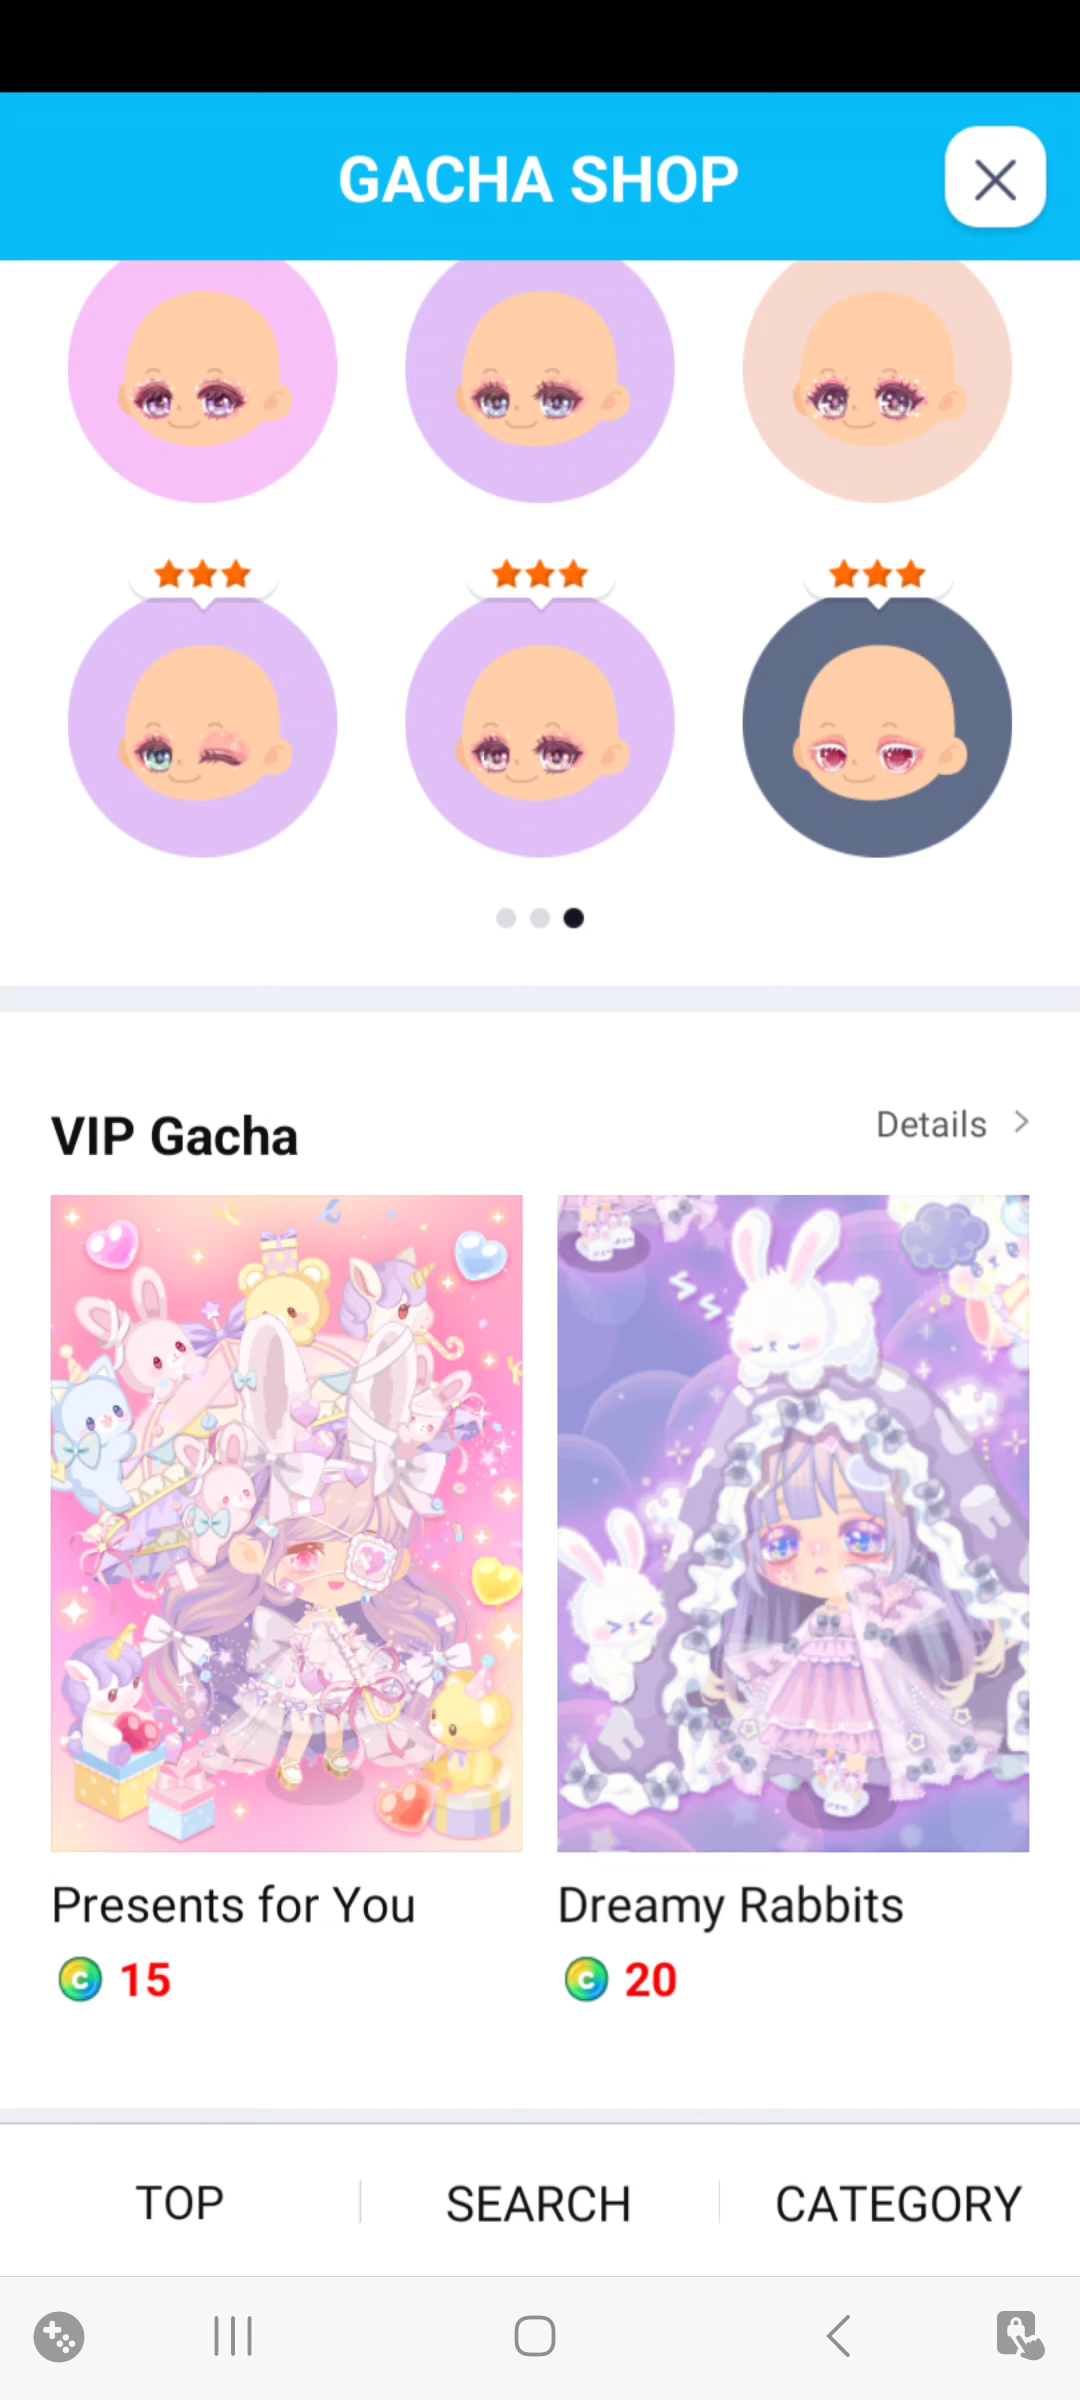 GACHA SHOP
VIP Gacha
Details
Presents for You
Dreamy Rabbits
C 15
C 20
TOP
SEARCH
CATEGORY